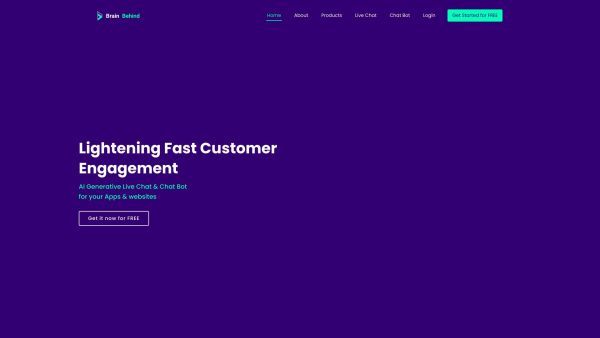 Brain Behind
Home About Products Live Chat Chat Bot Login Get Started for FREE
Lightening Fast Customer
Engagement
AI Generative Live Chat & Chat Bot
for your Apps & websites
Get it now for FREE